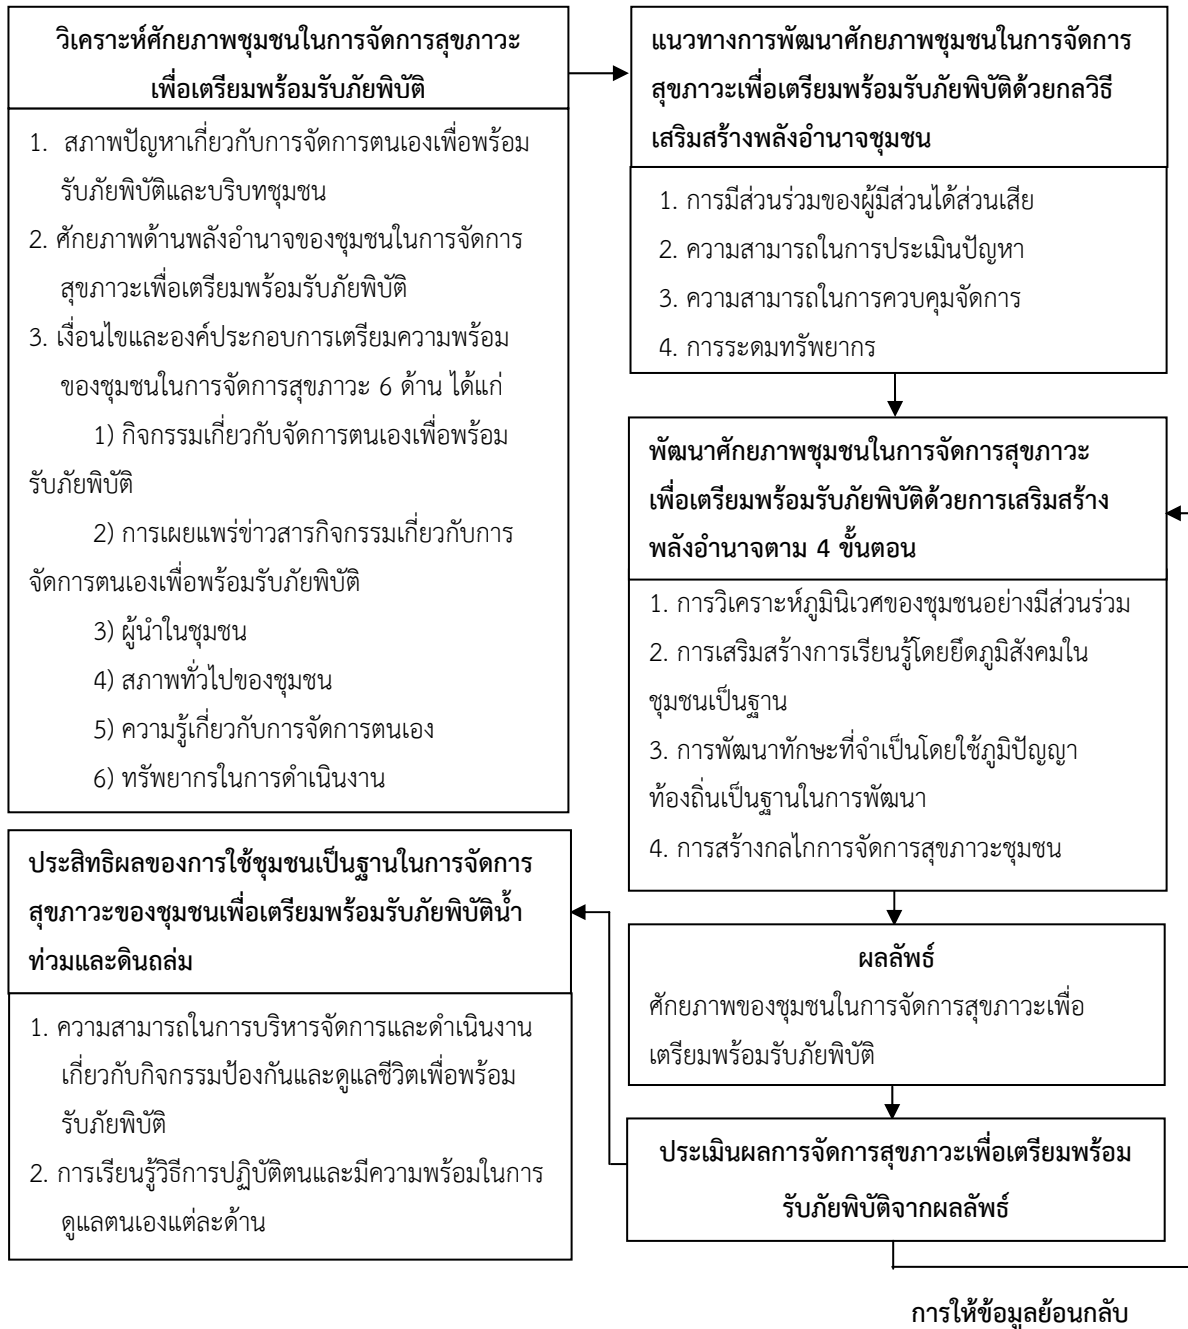 วิเคราะห์ศักยภาพชุมชนในการจัดการสุขภาวะ
เพื่อเตรียมพร้อมรับภัยพิบัติ
1. สภาพปัญหาเกี่ยวกับการจัดการตนเองเพื่อพร้อม
รับภัยพิบัติและบริบทชุมชน
2. ศักยภาพด้านพลังอำนาจของชุมชนในการจัดการ
สุขภาวะเพื่อเตรียมพร้อมรับภัยพิบัติ
3. เงื่อนไขและองค์ประกอบการเตรียมความพร้อม
ของชุมชนในการจัดการสุขภาวะ 6 ด้าน ได้แก่
1) กิจกรรมเกี่ยวกับจัดการตนเองเพื่อพร้อม
รับภัยพิบัติ
2) การเผยแพร่ข่าวสารกิจกรรมเกี่ยวกับการ
จัดการตนเองเพื่อพร้อมรับภัยพิบัติ
3) ผู้นำในชุมชน
4) สภาพทั่วไปของชุมชน
5) ความรู้เกี่ยวกับการจัดการตนเอง
6) ทรัพยากรในการดำเนินงาน
แนวทางการพัฒนาศักยภาพชุมชนในการจัดการ
สุขภาวะเพื่อเตรียมพร้อมรับภัยพิบัติด้วยกลวิธี
เสริมสร้างพลังอำนาจชุมชน
1. การมีส่วนร่วมของผู้มีส่วนได้ส่วนเสีย
2. ความสามารถในการประเมินปัญหา
3. ความสามารถในการควบคุมจัดการ
4. การระดมทรัพยากร
พัฒนาศักยภาพชุมชนในการจัดการสุขภาวะ
เพื่อเตรียมพร้อมรับภัยพิบัติด้วยการเสริมสร้าง
พลังอำนาจตาม 4 ขั้นตอน
1. การวิเคราะห์ภูมินิเวศของชุมชนอย่างมีส่วนร่วม
2. การเสริมสร้างการเรียนรู้โดยยึดภูมิสังคมใน
ชุมชนเป็นฐาน
3. การพัฒนาทักษะที่จำเป็นโดยใช้ภูมิปัญญา
ท้องถิ่นเป็นฐานในการพัฒนา
4. การสร้างกลไกการจัดการสุขภาวะชุมชน
ผลลัพธ์
ศักยภาพของชุมชนในการจัดการสุขภาวะเพื่อ
เตรียมพร้อมรับภัยพิบัติ
ประเมินผลการจัดการสุขภาวะเพื่อเตรียมพร้อม
รับภัยพิบัติจากผลลัพธ์
การให้ข้อมูลย้อนกลับ
ประสิทธิผลของการใช้ชุมชนเป็นฐานในการจัดการ
สุขภาวะของชุมชนเพื่อเตรียมพร้อมรับภัยพิบัติน้ำ
ท่วมและดินถล่ม
1. ความสามารถในการบริหารจัดการและดำเนินงาน
เกี่ยวกับกิจกรรมป้องกันและดูแลชีวิตเพื่อพร้อม
รับภัยพิบัติ
2. การเรียนรู้วิธีการปฏิบัติตนและมีความพร้อมในการ
ดูแลตนเองแต่ละด้าน